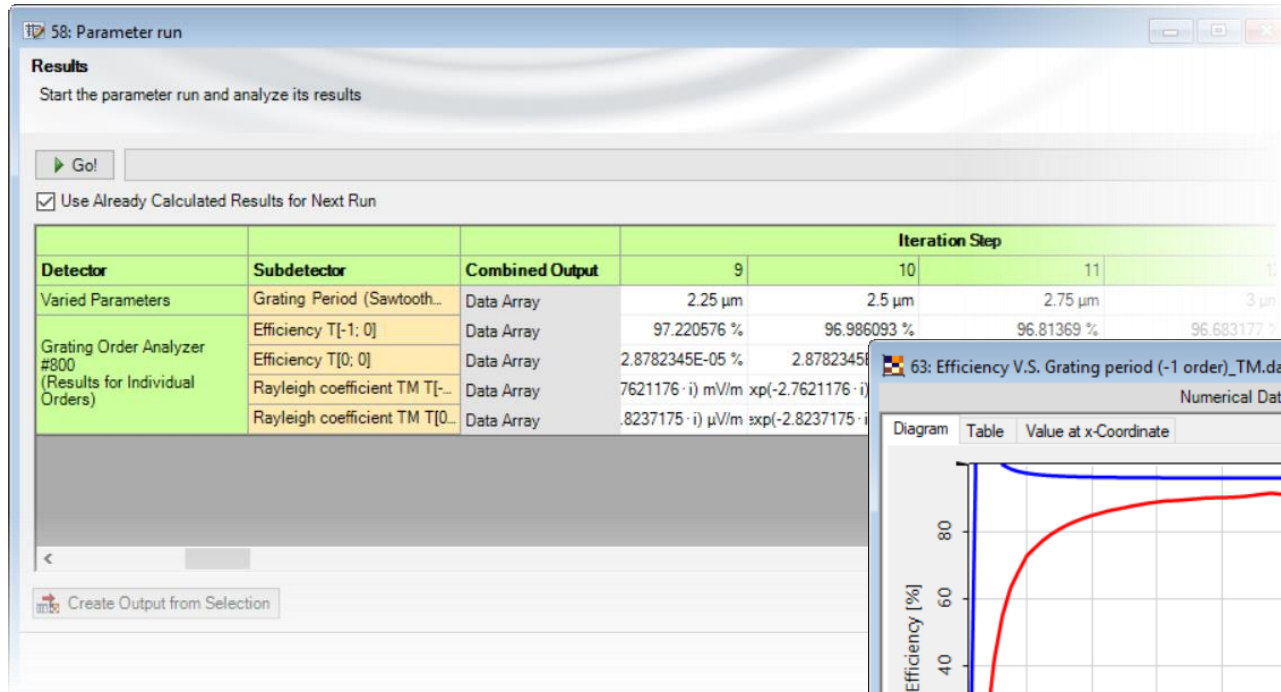 58: Parameter run
Results
Start the parameter run and analyze its results
Go!
Use Already Calculated Results for Next Run
Iteration Step
Detector Subdetector Combined Output 9 10 11
Varied Parameters Grating Period (Sawtooth... Data Array 2.25 µm 2.5 µm 2.75 µm 3 µm
Grating Order Analyzer
#800
(Results for Individual
Orders)
Efficiency T[-1; 0] Data Array 97.220576 % 96.986093 % 96.81369 % 96.683177 %
Efficiency T[0; 0] Data Array 2.8782345E-05 % 2.8782345E
Rayleigh coefficient TM T[-... Data Array 7621176 · i) mV/m xp(-2.7621176 · i)
Rayleigh coefficient TM T[0... Data Array .8237175 · i) µV/m exp(-2.8237175 · i
Create Output from Selection
63: Efficiency V.S. Grating period (-1 order)_TM.da
Numerical Dat
Diagram Table Value at x-Coordinate
Efficiency [%]
80
60
40